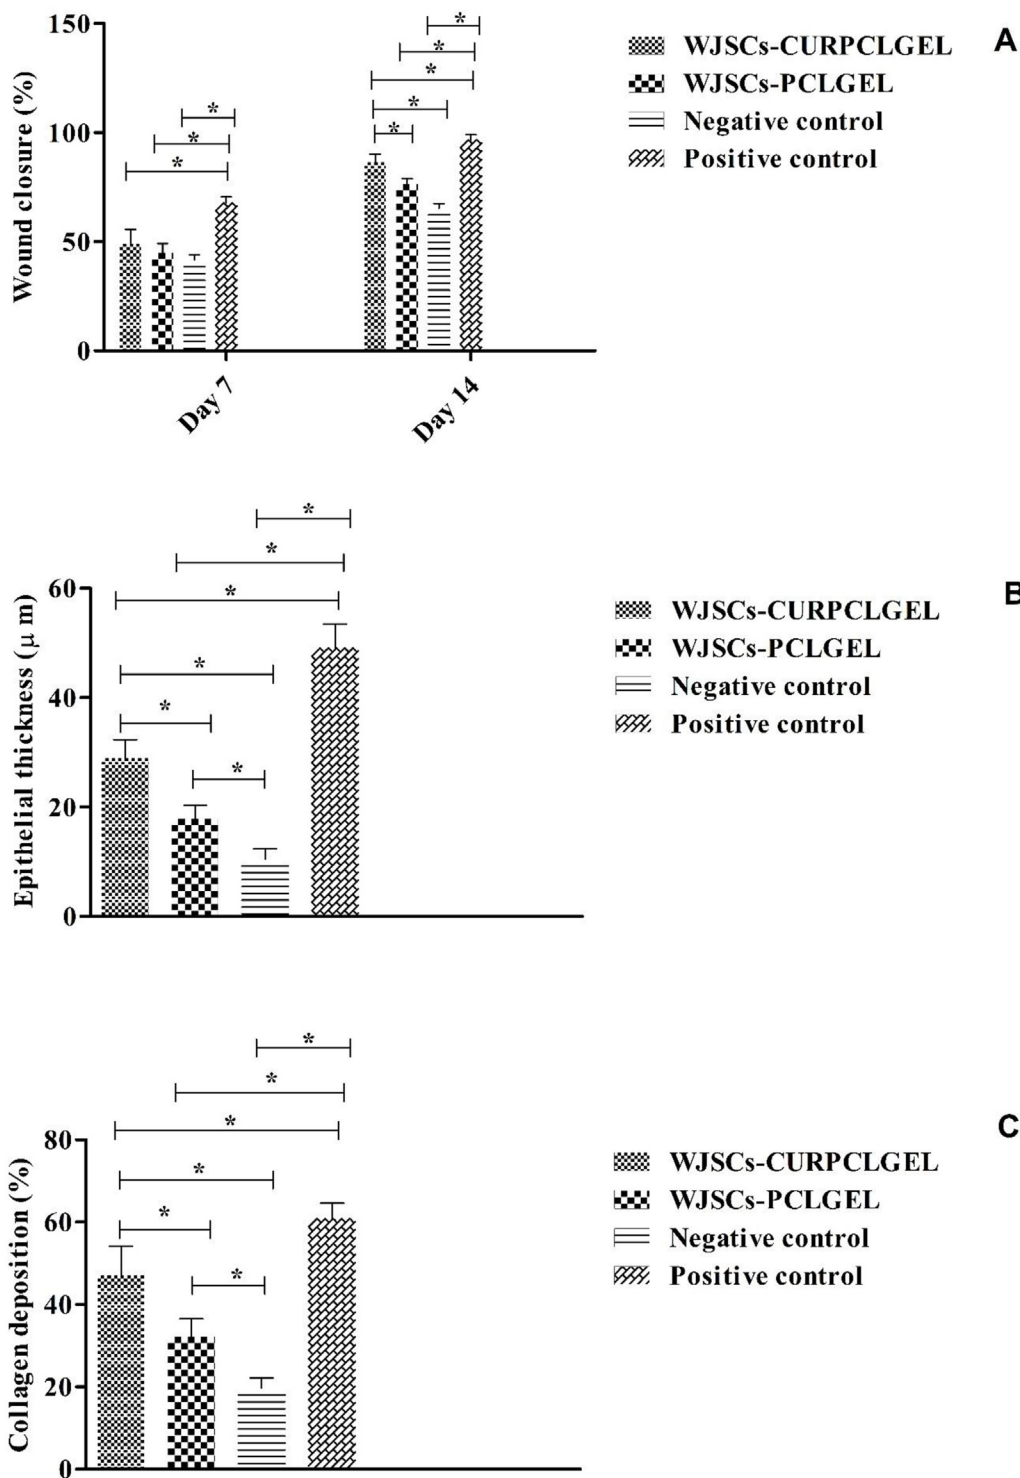 A
Wound closure (%)
150
100
50
0
Day 7
Day 14
* * * * * * * *
WJSCs-CURPCLGEL
WJSCs-PCLGEL
Negative control
Positive control
B
Epithelial thickness (μ m)
60
40
20
0
* * * * * *
WJSCs-CURPCLGEL
WJSCs-PCLGEL
Negative control
Positive control
C
Collagen deposition (%)
80
60
40
20
0
* * * * * *
WJSCs-CURPCLGEL
WJSCs-PCLGEL
Negative control
Positive control